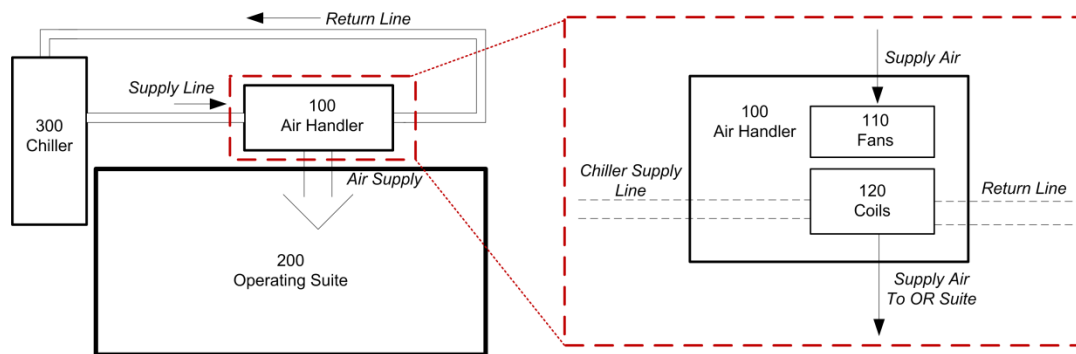 Return Line
Supply Line
300
Chiller
100
Air Handler
Air Supply
200
Operating Suite
Supply Air
100
Air Handler
110
Fans
Chiller Supply
Line
120
Coils
Return Line
Supply Air
To OR Suite